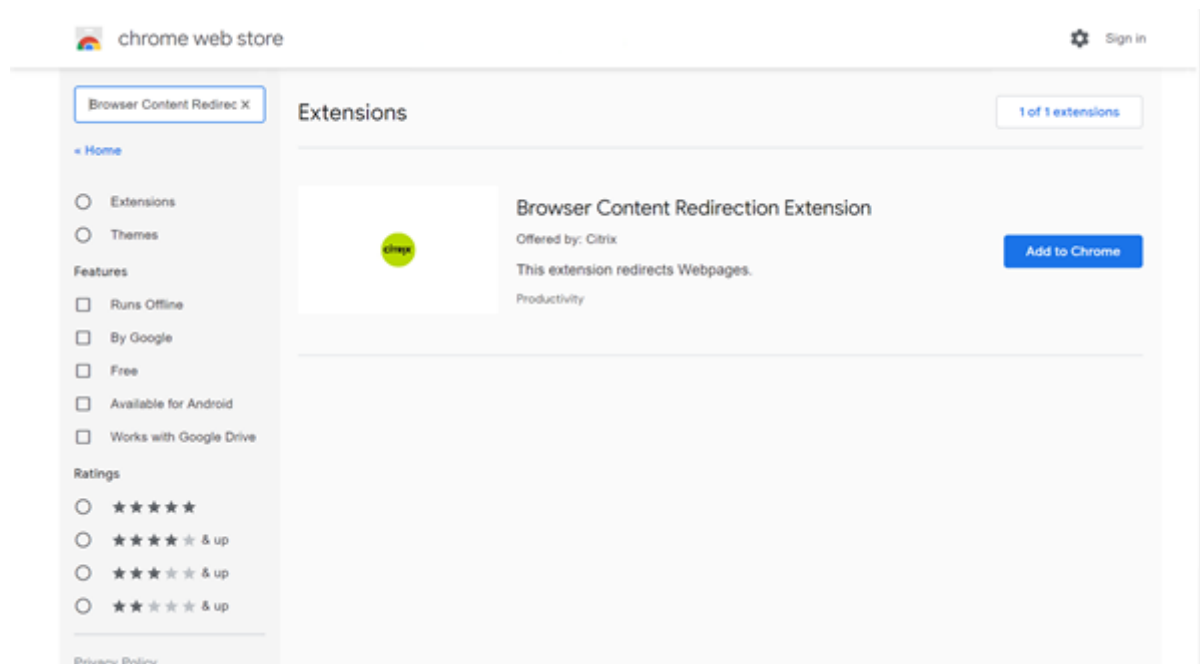 chrome web store
Sign in
Browser Content Redirec X
Extensions
1 of 1 extensions
« Home
Extensions
Themes
Features
Runs Offline
By Google
Free
Available for Android
Works with Google Drive
Ratings
& up
& up
& up
Privacy Policy
citrix
Browser Content Redirection Extension
Offered by: Citrix
This extension redirects Webpages.
Productivity
Add to Chrome